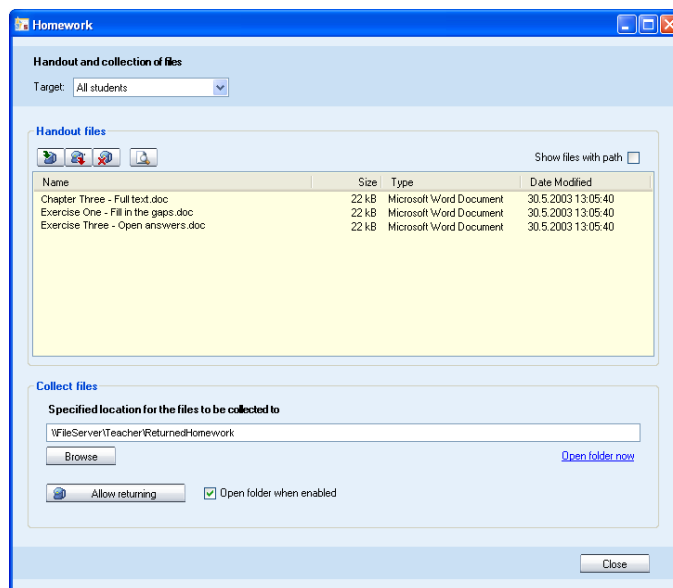 Homework
Handout and collection of files
Target: All students
Handout files
Show files with path
Name Size Type Date Modified
Chapter Three - Full text.doc 22 kB Microsoft Word Document 30.5.2003 13:05:40
Exercise One - Fill in the gaps.doc 22 kB Microsoft Word Document 30.5.2003 13:05:40
Exercise Three - Open answers.doc 22 kB Microsoft Word Document 30.5.2003 13:05:40
Collect files
Specified location for the files to be collected to
\\FileServer\Teacher\ReturnedHomework
Browse Open folder now
Allow returning Open folder when enabled
Close